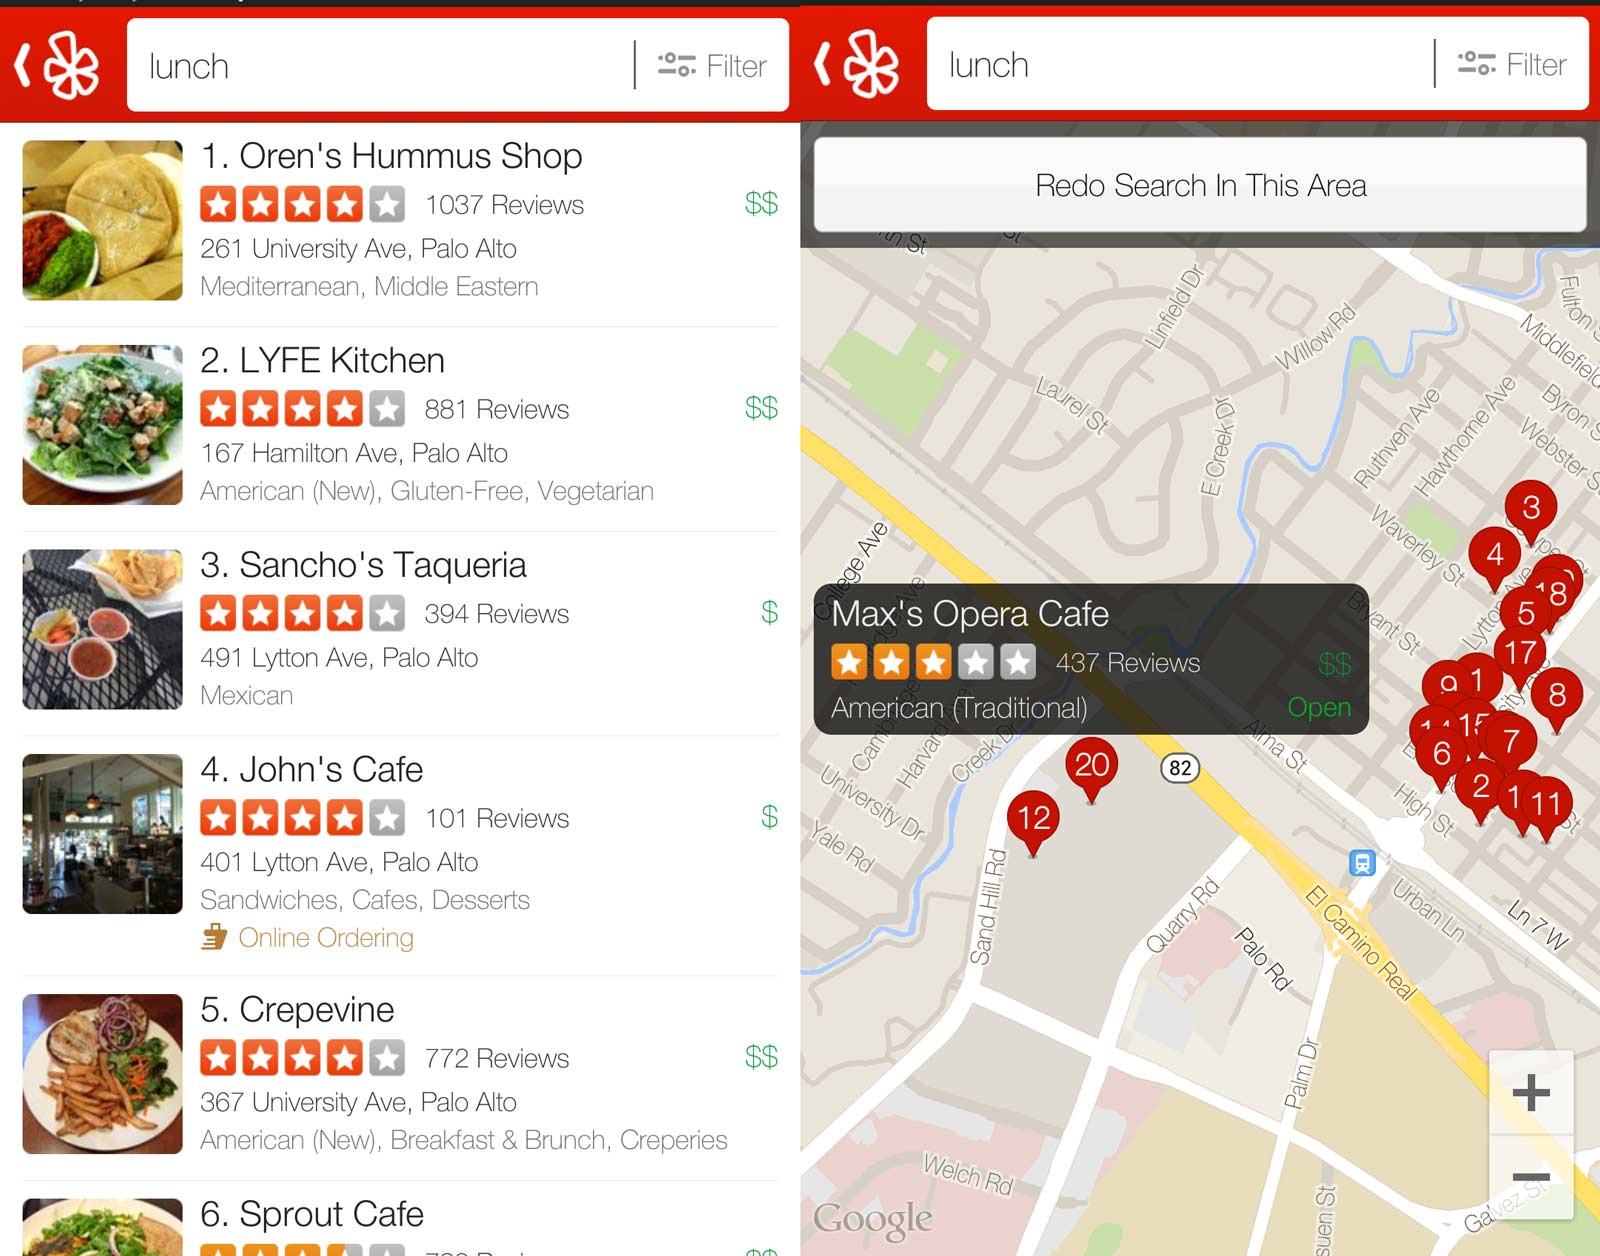 lunch
Filter
1. Oren's Hummus Shop
1037 Reviews
$$
261 University Ave, Palo Alto
Mediterranean, Middle Eastern
2. LYFE Kitchen
881 Reviews
$$
167 Hamilton Ave, Palo Alto
American (New), Gluten-Free, Vegetarian
3. Sancho's Taqueria
394 Reviews
$
491 Lytton Ave, Palo Alto
Mexican
4. John's Cafe
101 Reviews
$
401 Lytton Ave, Palo Alto
Sandwiches, Cafes, Desserts
Online Ordering
5. Crepevine
772 Reviews
$$
367 University Ave, Palo Alto
American (New), Breakfast & Brunch, Creperies
6. Sprout Cafe
lunch
Filter
Redo Search In This Area
Linfield Dr
Willow Rd
Fulton S
Middlefield
Laurel St
E Creek Dr
Ruthven Ave
Hawthorne Ave
Byron S
Webster S
Waverley St
College Ave
3
4
18
5
Lytton Ave
17
Bryant St
9
1
8
15
7
6
2
11
Max's Opera Cafe
437 Reviews
$$
American (Traditional)
Open
Harvard Ave
Creek Dr
University Dr
Yale Rd
Alma St
High St
82
20
12
Sand Hill Rd
Quarry Rd
Palo Rd
El Camino Real
Urban Ln
Ln 7 W
Palm Dr
Welch Rd
Galvez St
Google
+
−